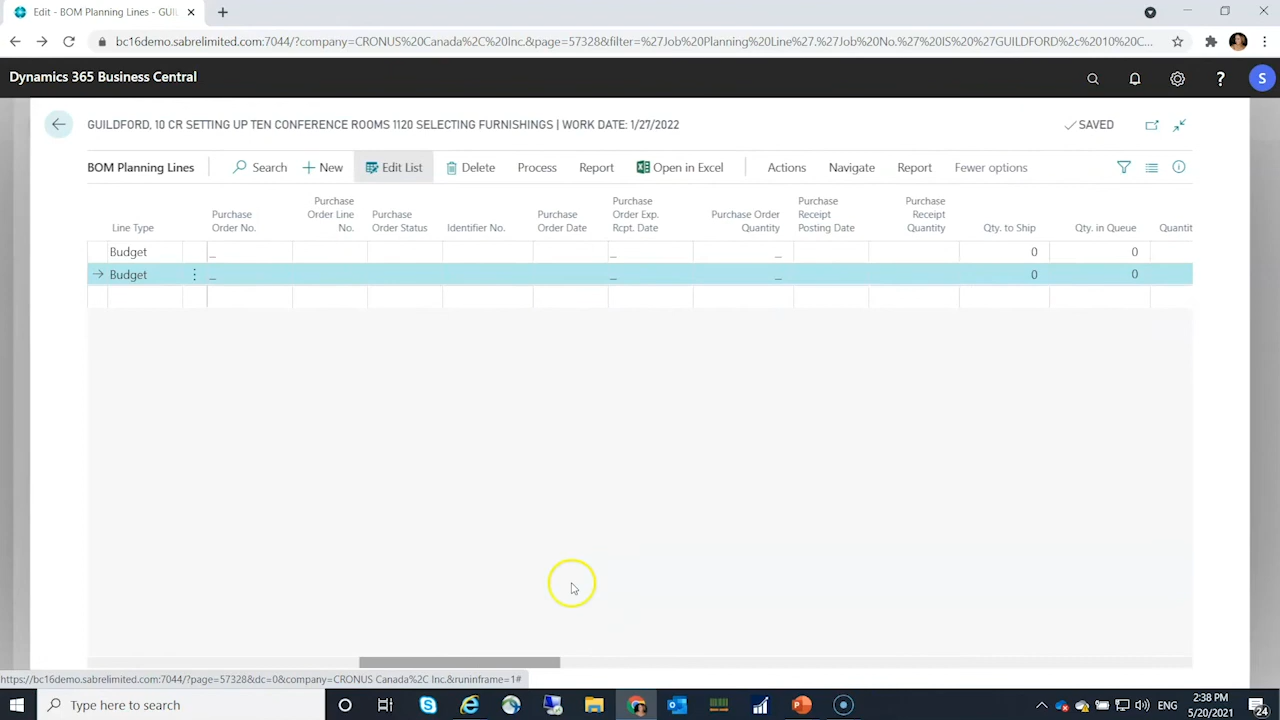 Edit - BOM Planning Lines - GUIL
bc16demo.sabrelimited.com:7044/?company=CRONUS%20Canada%2C%20Inc.&page=57328&filter=%27Job%20Planning%20Line%27.%27Job%20No.%27%20IS%20%27GUILDFORD%2c%2010%20C...
Dynamics 365 Business Central
S
GUILDFORD, 10 CR SETTING UP TEN CONFERENCE ROOMS 1120 SELECTING FURNISHINGS | WORK DATE: 1/27/2022
SAVED
BOM Planning Lines
Search
New
Edit List
Delete
Process
Report
Open in Excel
Actions
Navigate
Report
Fewer options
Line Type
Purchase
Order No.
Purchase
Order Line
No.
Purchase
Order Status
Identifier No.
Purchase
Order Date
Purchase
Order Exp.
Rcpt. Date
Purchase Order
Quantity
Purchase
Receipt
Posting Date
Purchase
Receipt
Quantity
Qty. to Ship
Qty. in Queue
Quantit
Budget _ _ _ 0 0
Budget _ _ _ 0 0
https://bc16demo.sabrelimited.com:7044/?page=57328&dc=0&company=CRONUS Canada%2C Inc.&runinframe=1#
Type here to search
ENG
2:38 PM
5/20/2021
24